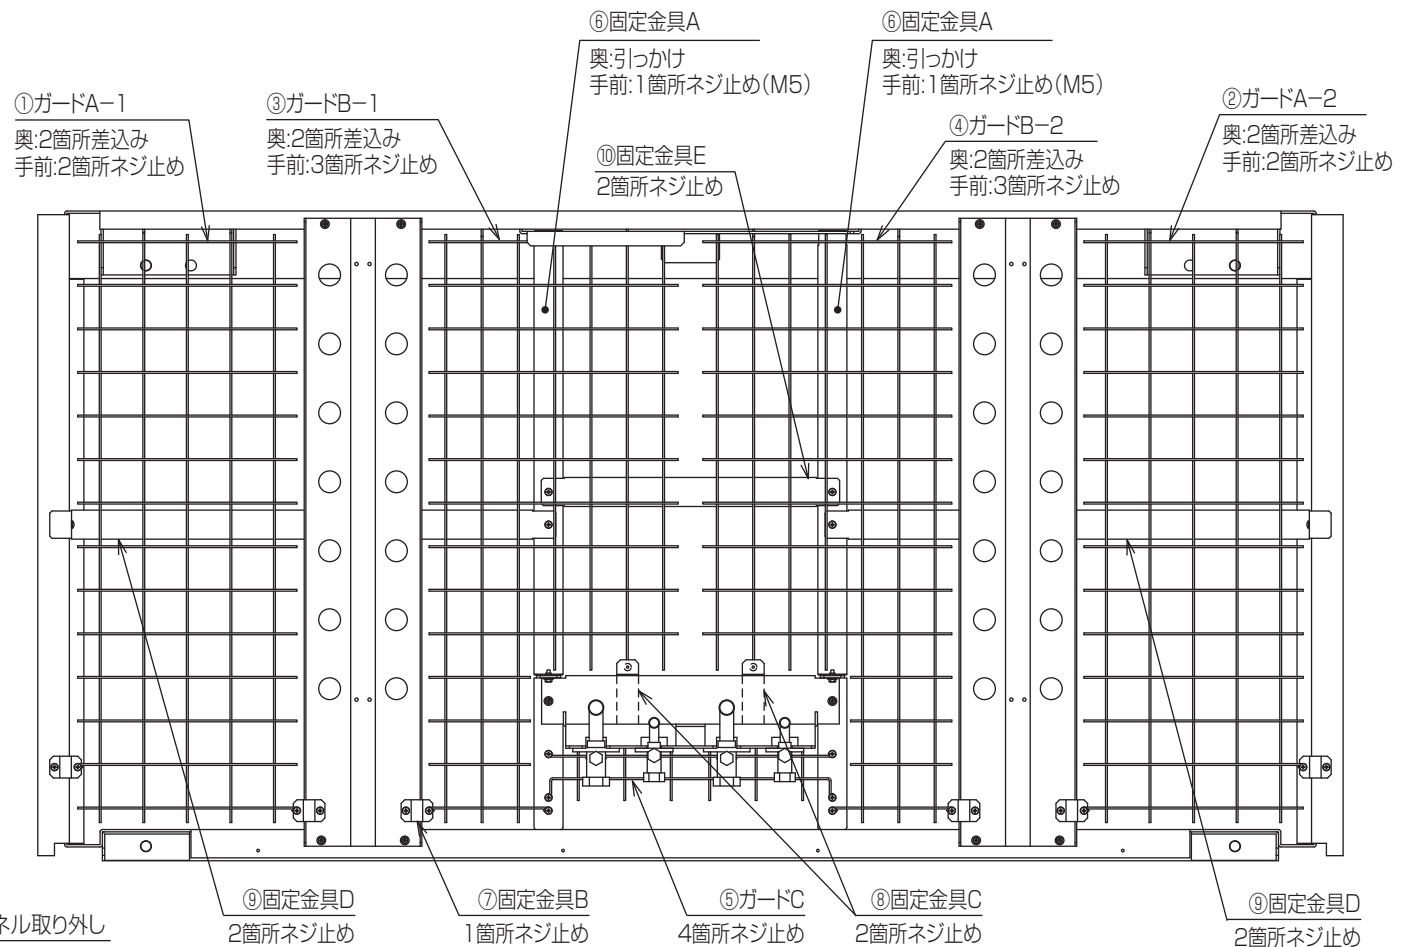 ⑥固定金具A
奥:引っかけ
手前:1箇所ネジ止め(M5)
⑥固定金具A
奥:引っかけ
手前:1箇所ネジ止め(M5)
①ガードA−1
奥:2箇所差込み
手前:2箇所ネジ止め
③ガードB−1
奥:2箇所差込み
手前:3箇所ネジ止め
⑩固定金具E
2箇所ネジ止め
④ガードB−2
奥:2箇所差込み
手前:3箇所ネジ止め
②ガードA−2
奥:2箇所差込み
手前:2箇所ネジ止め
⑨固定金具D
2箇所ネジ止め
⑦固定金具B
1箇所ネジ止め
⑤ガードC
4箇所ネジ止め
⑧固定金具C
2箇所ネジ止め
⑨固定金具D
2箇所ネジ止め
ネル取り外し